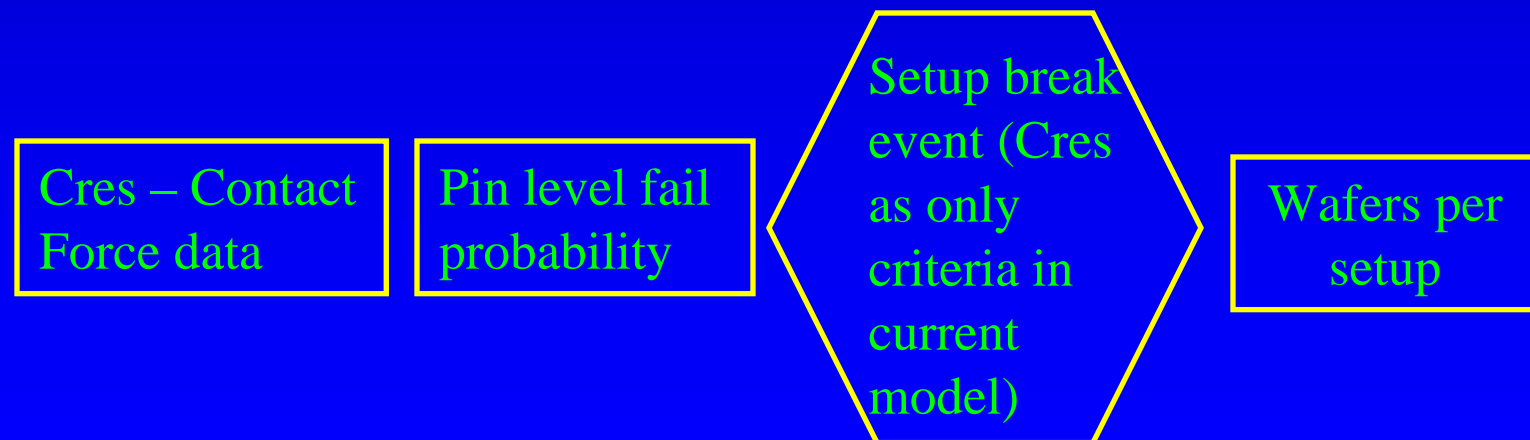 Cres – Contact
Force data
Pin level fail
probability
Setup break
event (Cres
as only
criteria in
current
model)
Wafers per
setup